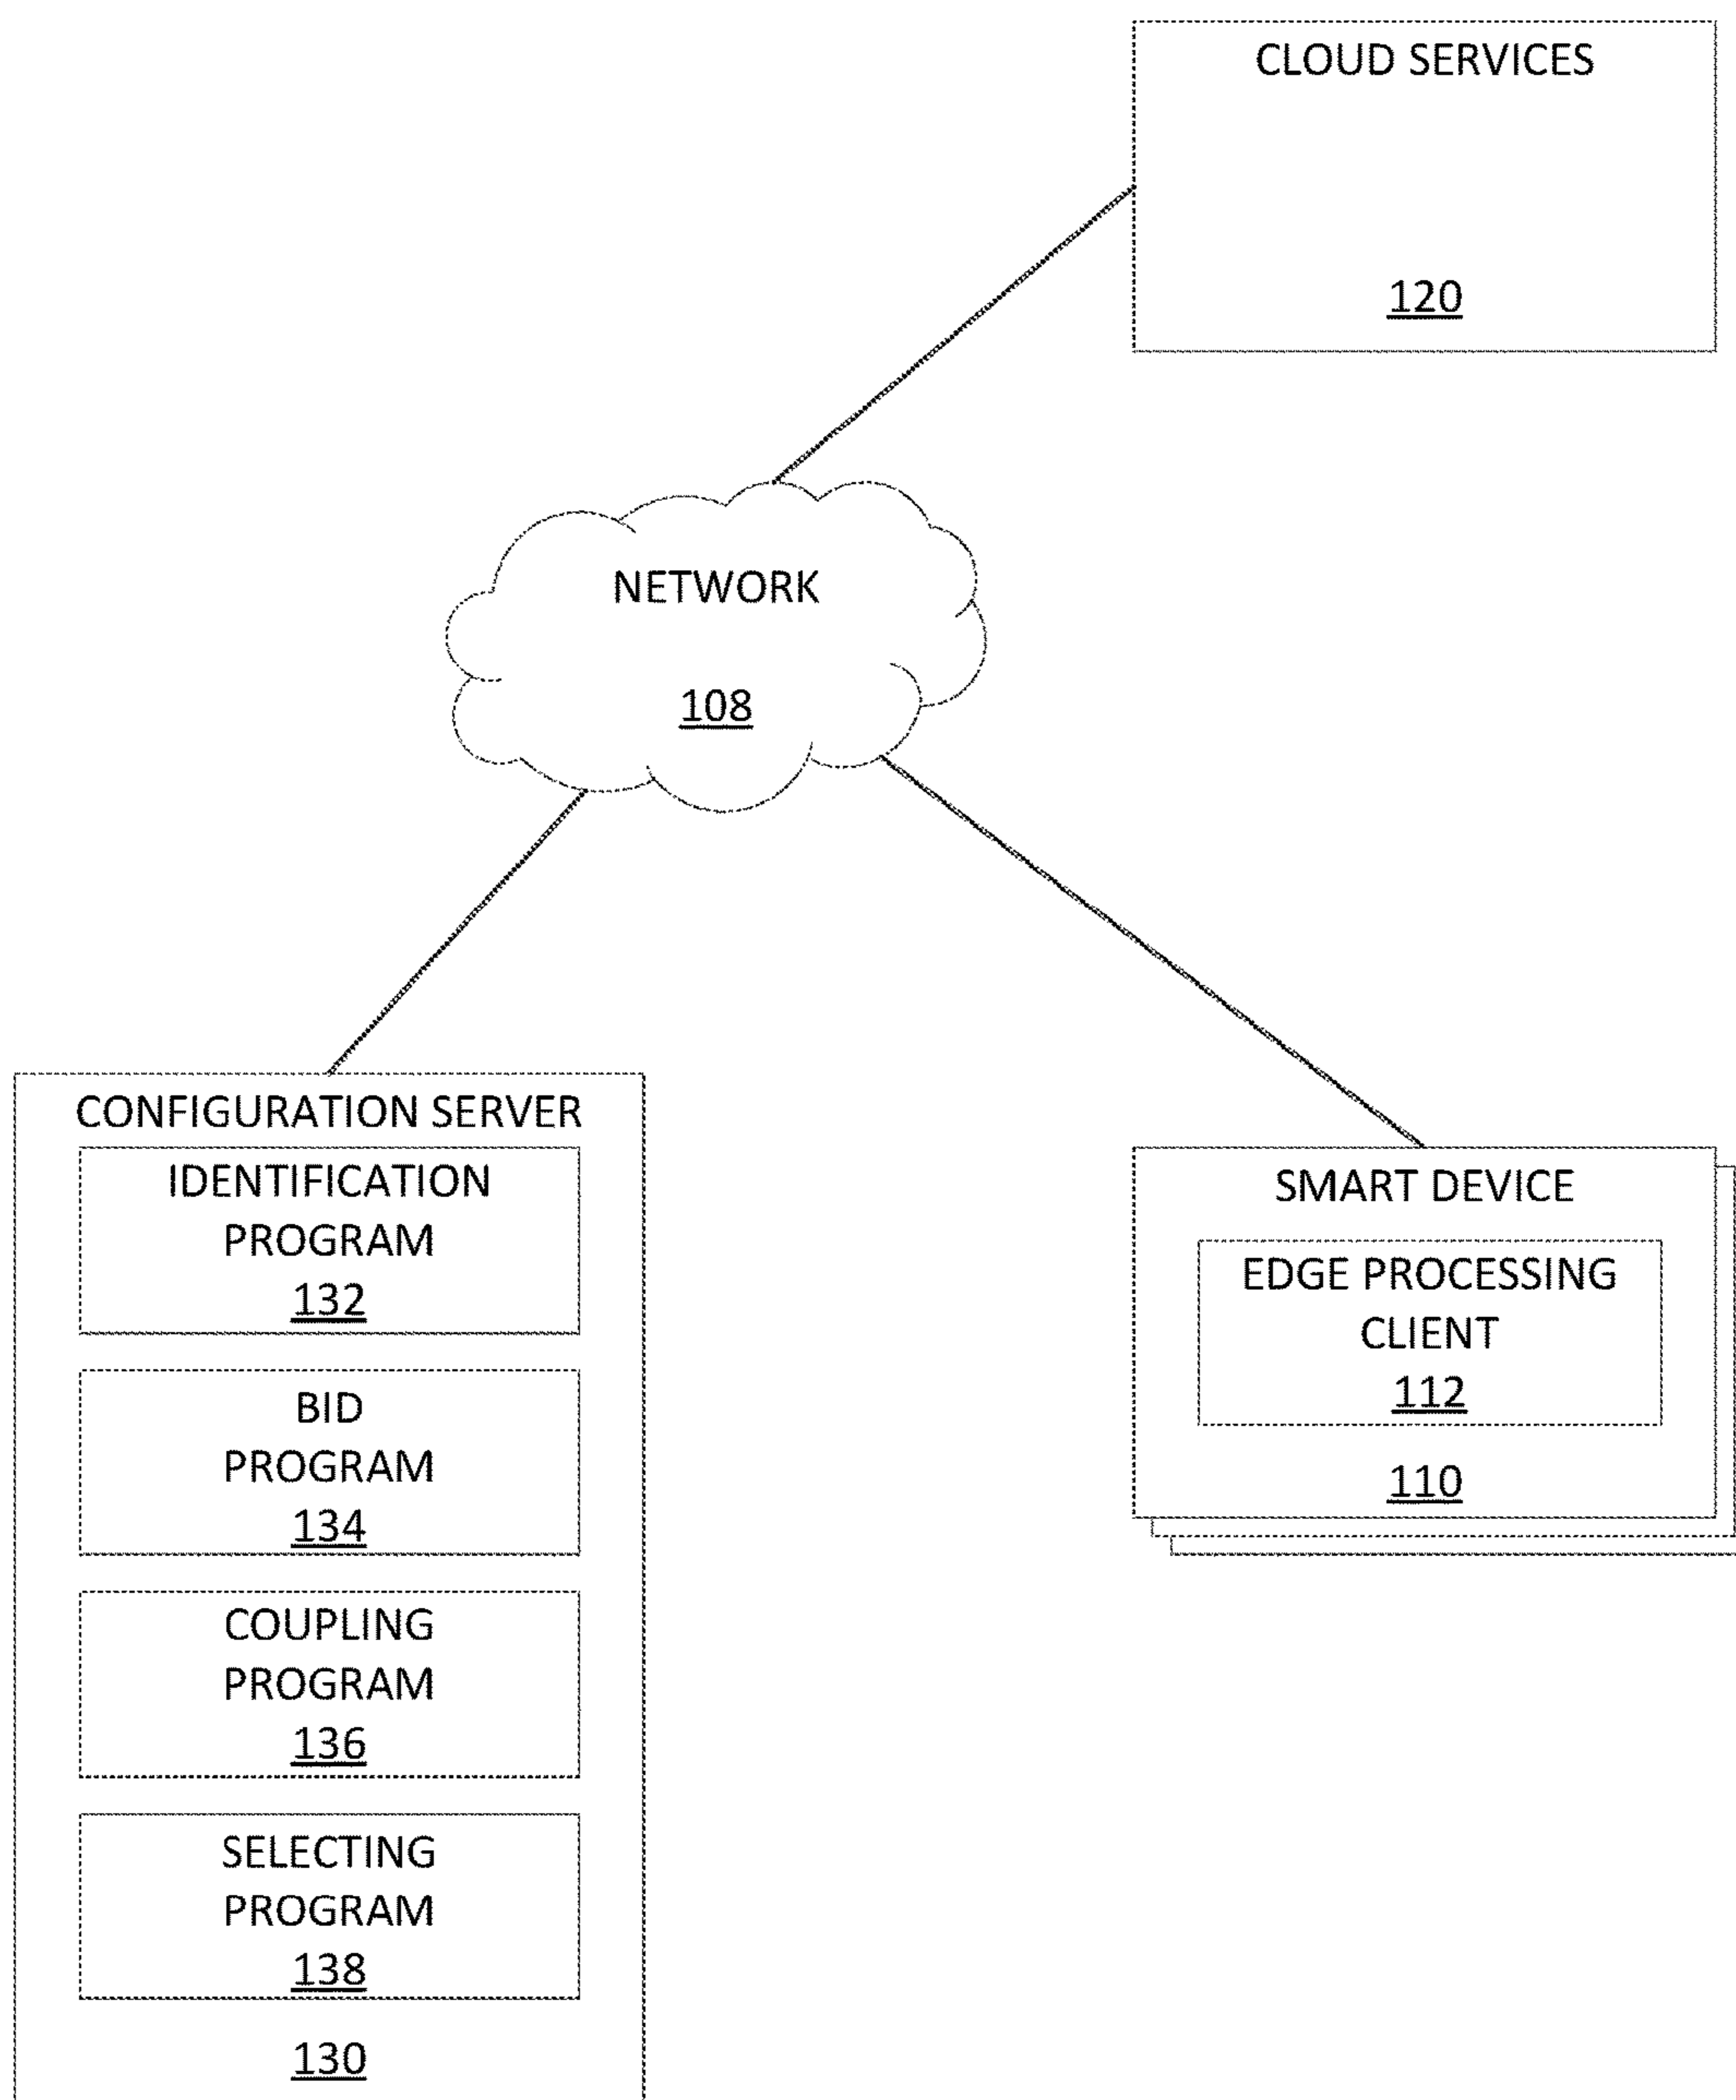 CLOUD SERVICES
120
NETWORK
108
CONFIGURATION SERVER
IDENTIFICATION
PROGRAM
132
BID
PROGRAM
134
COUPLING
PROGRAM
136
SELECTING
PROGRAM
138
130
SMART DEVICE
EDGE PROCESSING
CLIENT
112
110